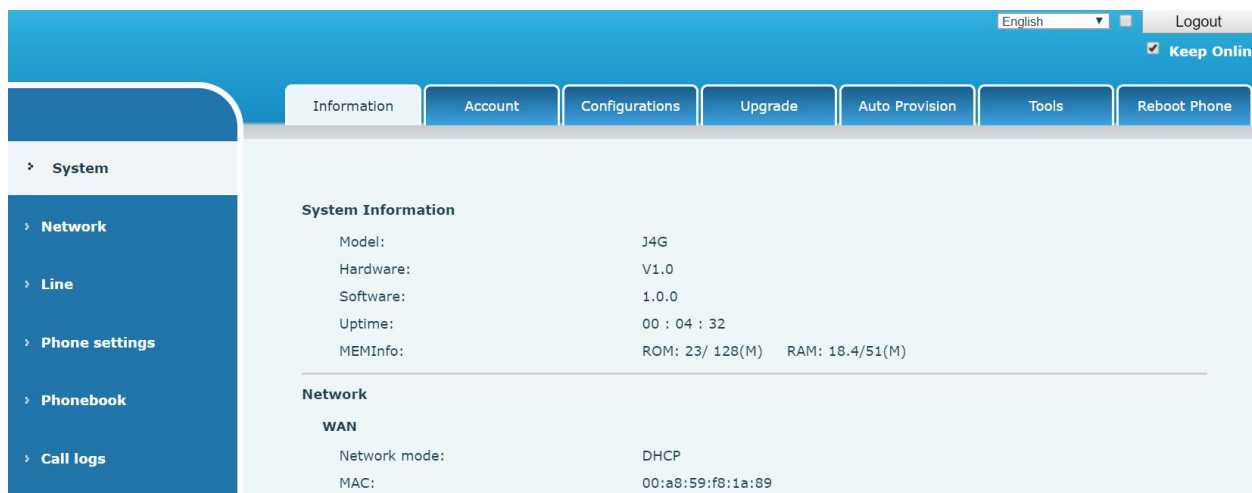 English
Logout
Keep Onlin
Information Account Configurations Upgrade Auto Provision Tools Reboot Phone
System
Network
Line
Phone settings
Phonebook
Call logs
System Information
Model: J4G
Hardware: V1.0
Software: 1.0.0
Uptime: 00 : 04 : 32
MEMInfo: ROM: 23/ 128(M) RAM: 18.4/51(M)
Network
WAN
Network mode: DHCP
MAC: 00:a8:59:f8:1a:89